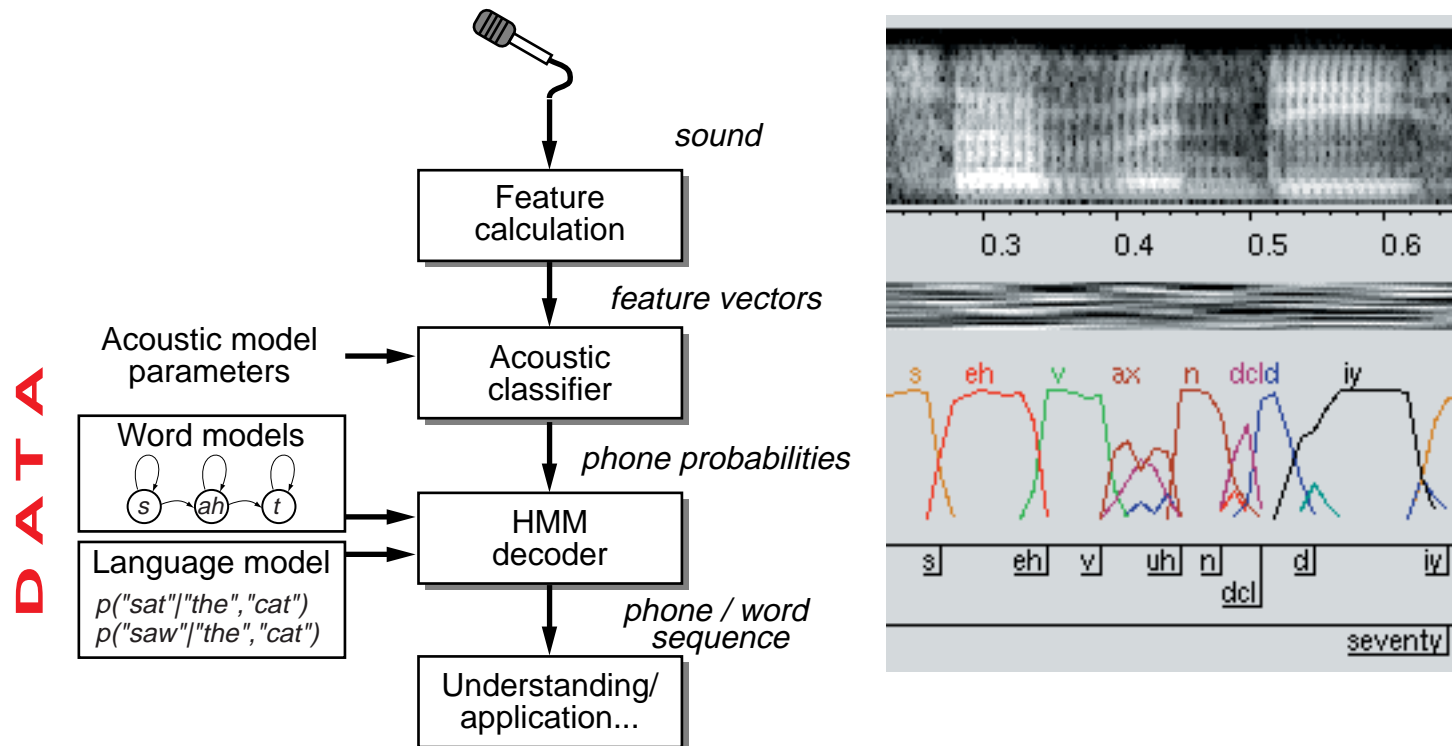 sound
Feature
calculation
feature vectors
Acoustic model
parameters
Acoustic
classifier
DATA
Word models
s ah t
phone probabilities
HMM
decoder
Language model
p("sat"|"the","cat")
p("saw"|"the","cat")
phone / word
sequence
Understanding/
application...
0.3 0.4 0.5 0.6
s eh v ax n dcl d iy
s eh v uh n d iy
dcl
seventy